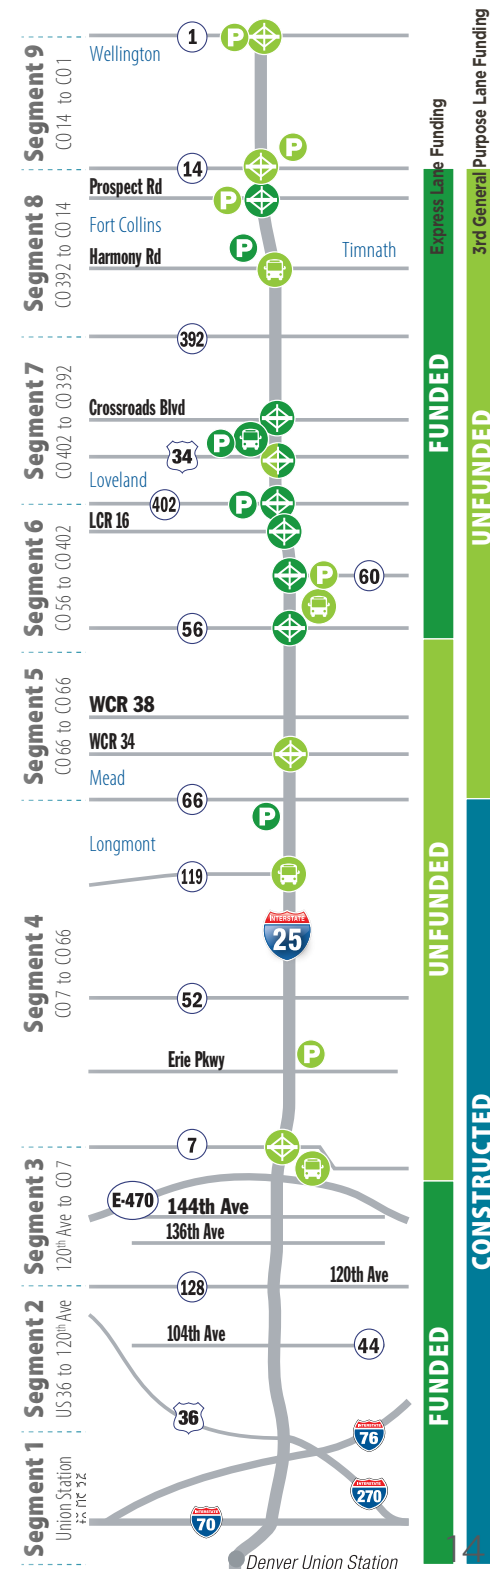 Segment 9
CO 14 to CO 1
1
P
Wellington
P
14
Segment 8
CO 392 to CO 14
Prospect Rd
P
Fort Collins
P
Harmony Rd
Timnath
392
Segment 7
CO 402 to CO 392
Crossroads Blvd
P
34
Loveland
402
P
Segment 6
CO 56 to CO 402
LCR 16
P
60
56
Segment 5
CO 66 to CO 66
WCR 38
WCR 34
Mead
66
P
Segment 4
CO 7 to CO 66
Longmont
119
INTERSTATE
25
52
Erie Pkwy
P
7
Segment 3
120th Ave to CO 7
E-470
144th Ave
136th Ave
128
120th Ave
Segment 2
US 36 to 120th Ave
104th Ave
44
36
INTERSTATE
76
Segment 1
Union Station
INTERSTATE
270
INTERSTATE
70
Denver Union Station
Express Lane Funding
FUNDED
UNFUNDED
FUNDED
3rd General Purpose Lane Funding
UNFUNDED
CONSTRUCTED
14